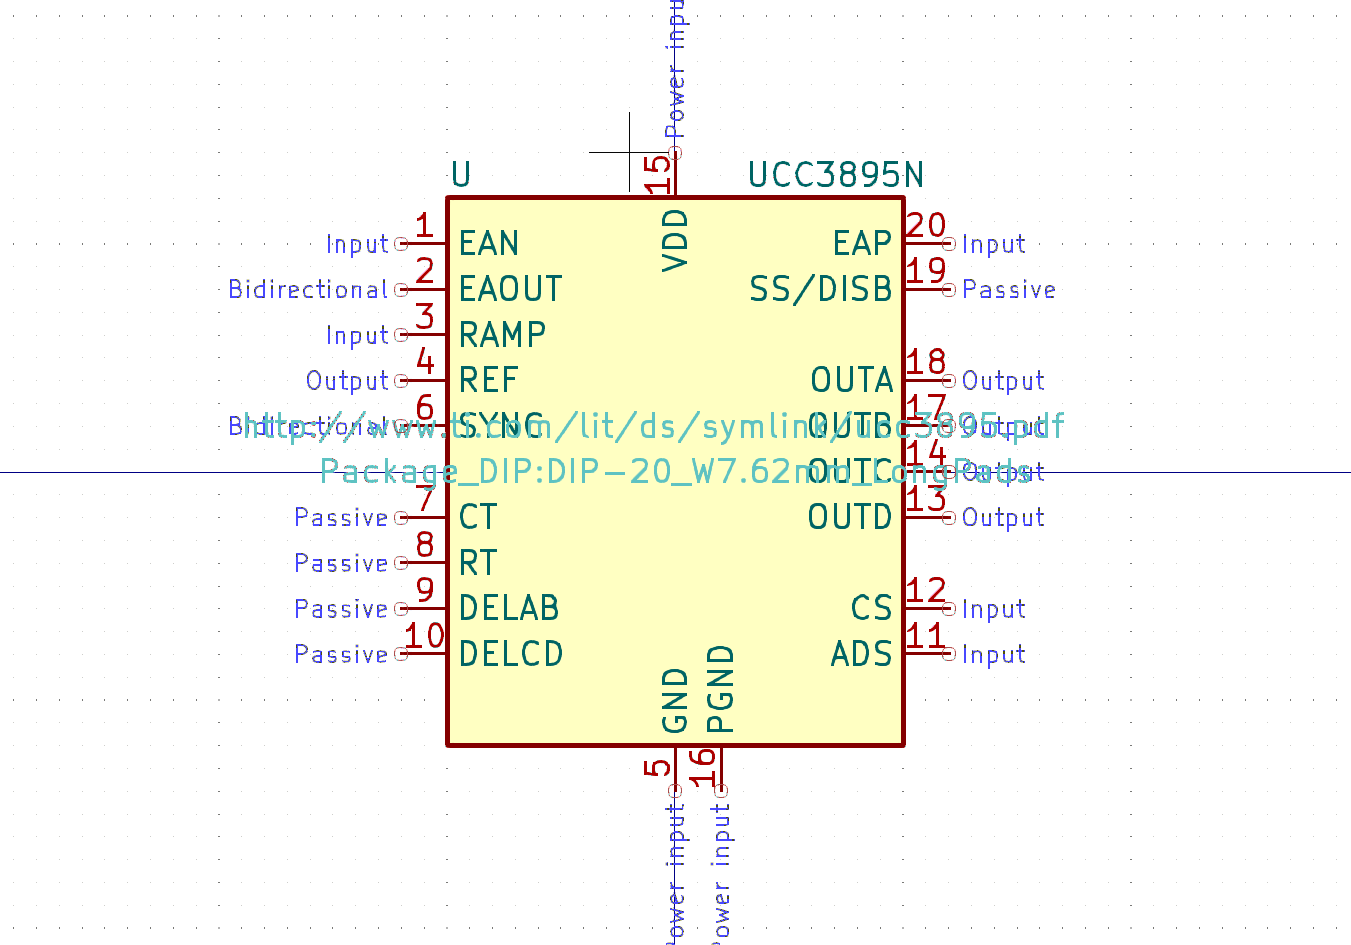 Power input
15
U UCC3895N
VDD
Input 1 EAN EAP 20 Input
Bidirectional 2 EAOUT SS/DISB 19 Passive
Input 3 RAMP
Output 4 REF OUTA 18 Output
Bidirectional 6 SYNC OUTB 17 Output
http://www.ti.com/lit/ds/symlink/ucc3895.pdf
OUTC 14 Output
Package_DIP:DIP-20_W7.62mm_LongPads
Passive 7 CT OUTD 13 Output
Passive 8 RT
Passive 9 DELAB CS 12 Input
Passive 10 DELCD ADS 11 Input
GND PGND
5 16
Power input
Power input